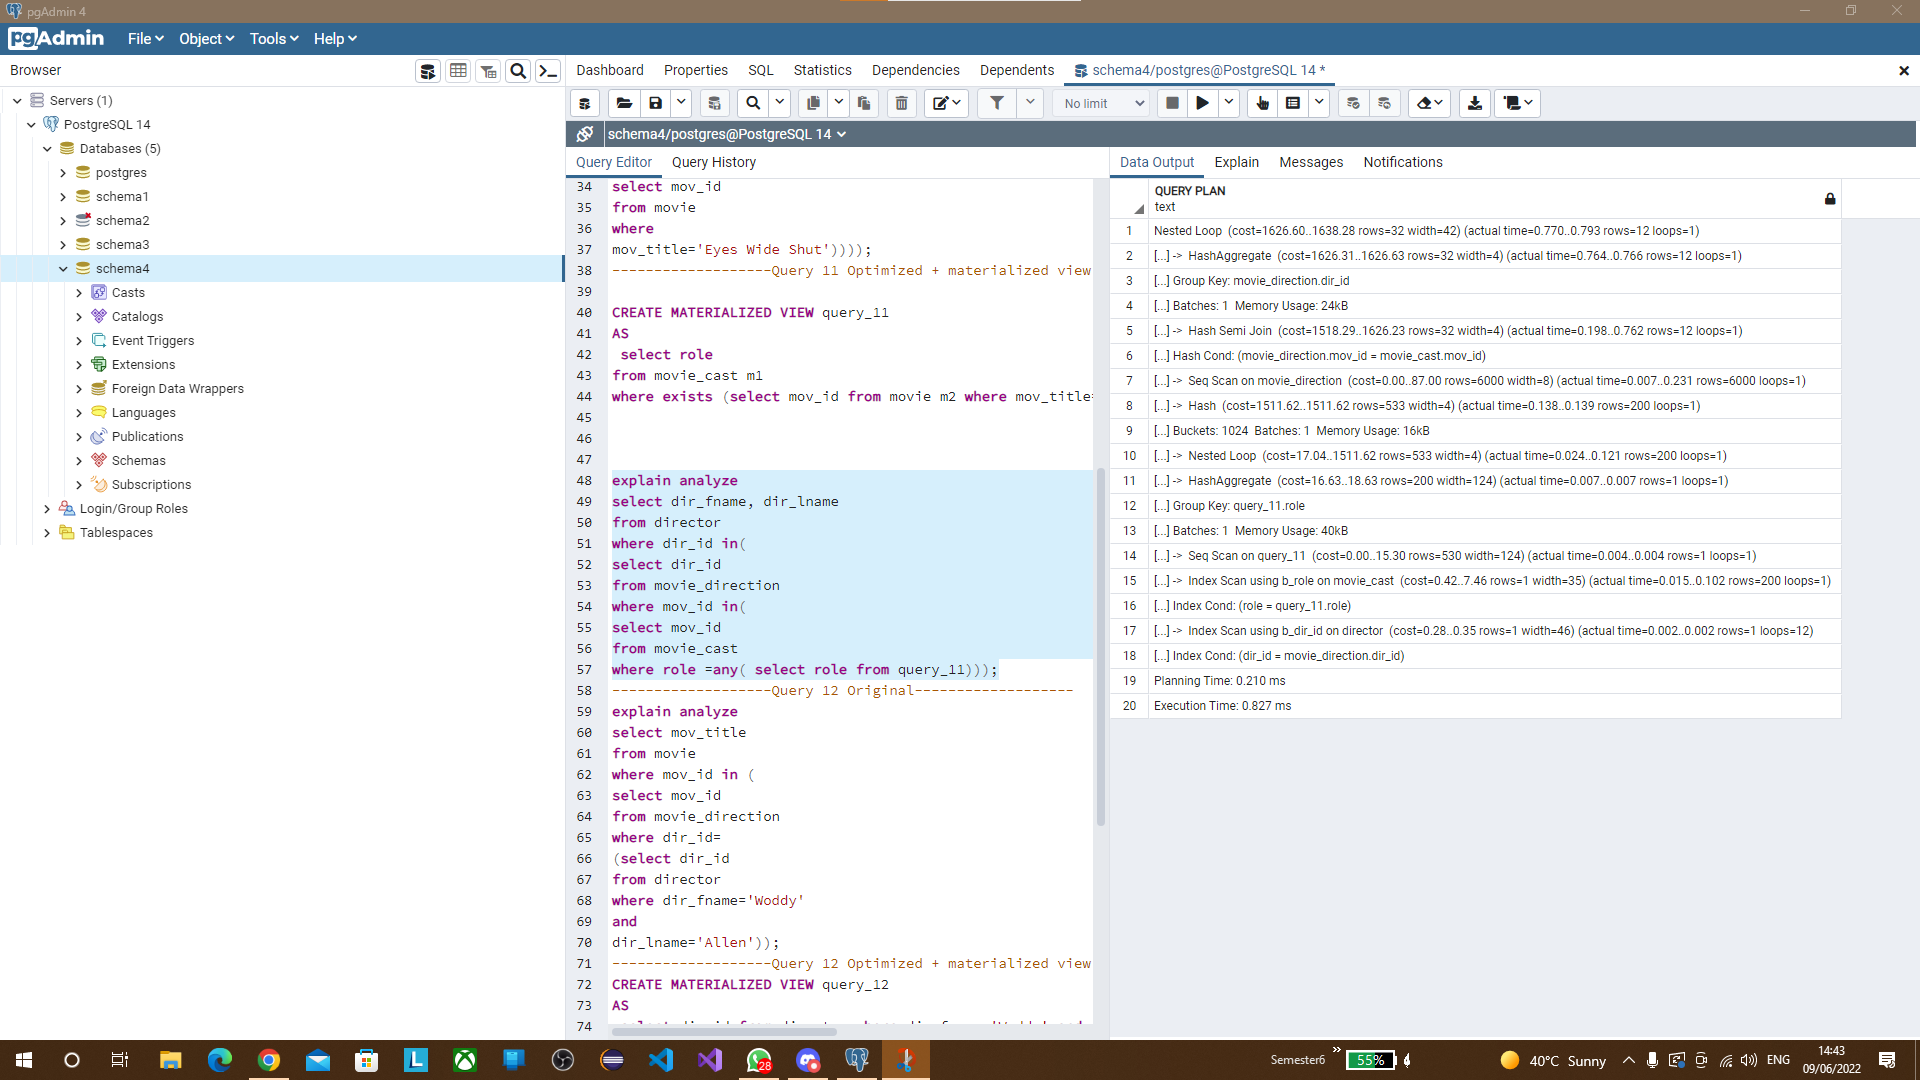 pgAdmin 4
pgAdmin
File Object Tools Help
Browser
Dashboard Properties SQL Statistics Dependencies Dependents schema4/postgres@PostgreSQL 14 *
No limit
schema4/postgres@PostgreSQL 14
Servers (1)
PostgreSQL 14
Databases (5)
postgres
schema1
schema2
schema3
schema4
Casts
Catalogs
Event Triggers
Extensions
Foreign Data Wrappers
Languages
Publications
Schemas
Subscriptions
Login/Group Roles
Tablespaces
Query Editor Query History
34 select mov_id
35 from movie
36 where
37 mov_title='Eyes Wide Shut'))));
38 -------------------Query 11 Optimized + materialized view
39
40 CREATE MATERIALIZED VIEW query_11
41 AS
42 select role
43 from movie_cast m1
44 where exists (select mov_id from movie m2 where mov_title=
45
46
47
48 explain analyze
49 select dir_fname, dir_lname
50 from director
51 where dir_id in(
52 select dir_id
53 from movie_direction
54 where mov_id in(
55 select mov_id
56 from movie_cast
57 where role =any( select role from query_11)));
58 -------------------Query 12 Original-------------------
59 explain analyze
60 select mov_title
61 from movie
62 where mov_id in (
63 select mov_id
64 from movie_direction
65 where dir_id=
66 (select dir_id
67 from director
68 where dir_fname='Woddy'
69 and
70 dir_lname='Allen'));
71 -------------------Query 12 Optimized + materialized view
72 CREATE MATERIALIZED VIEW query_12
73 AS
74
Data Output Explain Messages Notifications
QUERY PLAN
text
1 Nested Loop (cost=1626.60..1638.28 rows=32 width=42) (actual time=0.770..0.793 rows=12 loops=1)
2 [...] -> HashAggregate (cost=1626.31..1626.63 rows=32 width=4) (actual time=0.764..0.766 rows=12 loops=1)
3 [...] Group Key: movie_direction.dir_id
4 [...] Batches: 1 Memory Usage: 24kB
5 [...] -> Hash Semi Join (cost=1518.29..1626.23 rows=32 width=4) (actual time=0.198..0.762 rows=12 loops=1)
6 [...] Hash Cond: (movie_direction.mov_id = movie_cast.mov_id)
7 [...] -> Seq Scan on movie_direction (cost=0.00..87.00 rows=6000 width=8) (actual time=0.007..0.231 rows=6000 loops=1)
8 [...] -> Hash (cost=1511.62..1511.62 rows=533 width=4) (actual time=0.138..0.139 rows=200 loops=1)
9 [...] Buckets: 1024 Batches: 1 Memory Usage: 16kB
10 [...] -> Nested Loop (cost=17.04..1511.62 rows=533 width=4) (actual time=0.024..0.121 rows=200 loops=1)
11 [...] -> HashAggregate (cost=16.63..18.63 rows=200 width=124) (actual time=0.007..0.007 rows=1 loops=1)
12 [...] Group Key: query_11.role
13 [...] Batches: 1 Memory Usage: 40kB
14 [...] -> Seq Scan on query_11 (cost=0.00..15.30 rows=530 width=124) (actual time=0.004..0.004 rows=1 loops=1)
15 [...] -> Index Scan using b_role on movie_cast (cost=0.42..7.46 rows=1 width=35) (actual time=0.015..0.102 rows=200 loops=1)
16 [...] Index Cond: (role = query_11.role)
17 [...] -> Index Scan using b_dir_id on director (cost=0.28..0.35 rows=1 width=46) (actual time=0.002..0.002 rows=1 loops=12)
18 [...] Index Cond: (dir_id = movie_direction.dir_id)
19 Planning Time: 0.210 ms
20 Execution Time: 0.827 ms
L
28
Semester6
55%
40°C Sunny
ENG
14:43
09/06/2022